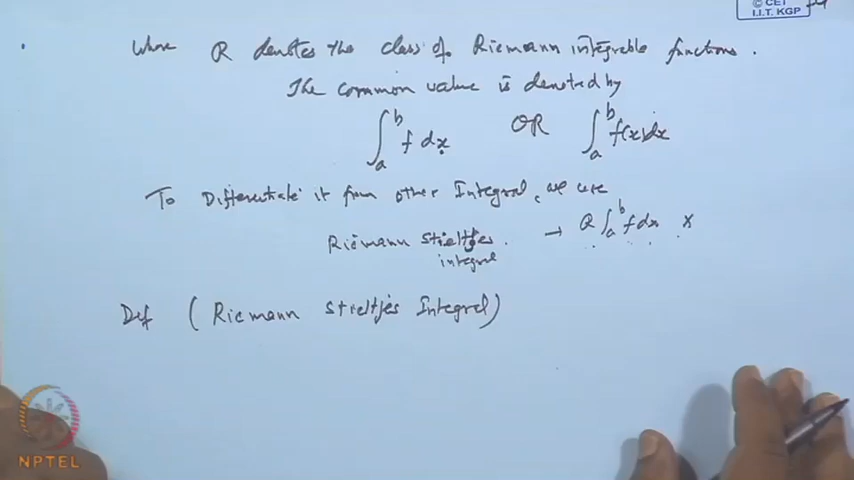 © CET
I.I.T. KGP
Where R denotes the class of Riemann integrable functions.
The common value is denoted by
∫_a^b f dx OR ∫_a^b f(x)dx
To Differentiate it from other Integral, we use
Riemann Stieltjes integral. → R ∫_a^b f dx X
Def (Riemann Stieltjes Integral)
NPTEL